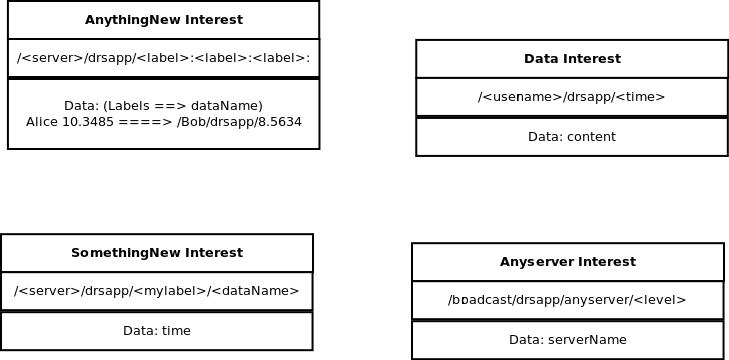 AnythingNew Interest
/<server>/drsapp/<label>:<label>:<label>:
Data: (Labels ==> dataName)
Alice 10.3485 ====> /Bob/drsapp/8.5634
Data Interest
/<username>/drsapp/<time>
Data: content
SomethingNew Interest
/<server>/drsapp/<mylabel>/<dataName>
Data: time
Anyserver Interest
/broadcast/drsapp/anyserver/<level>
Data: serverName